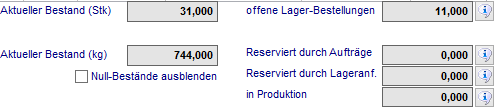 Aktueller Bestand (Stk) 31,000 offene Lager-Bestellungen 11,000
Aktueller Bestand (kg) 744,000 Reserviert durch Aufträge 0,000
Null-Bestände ausblenden Reserviert durch Lageranf. 0,000
in Produktion 0,000